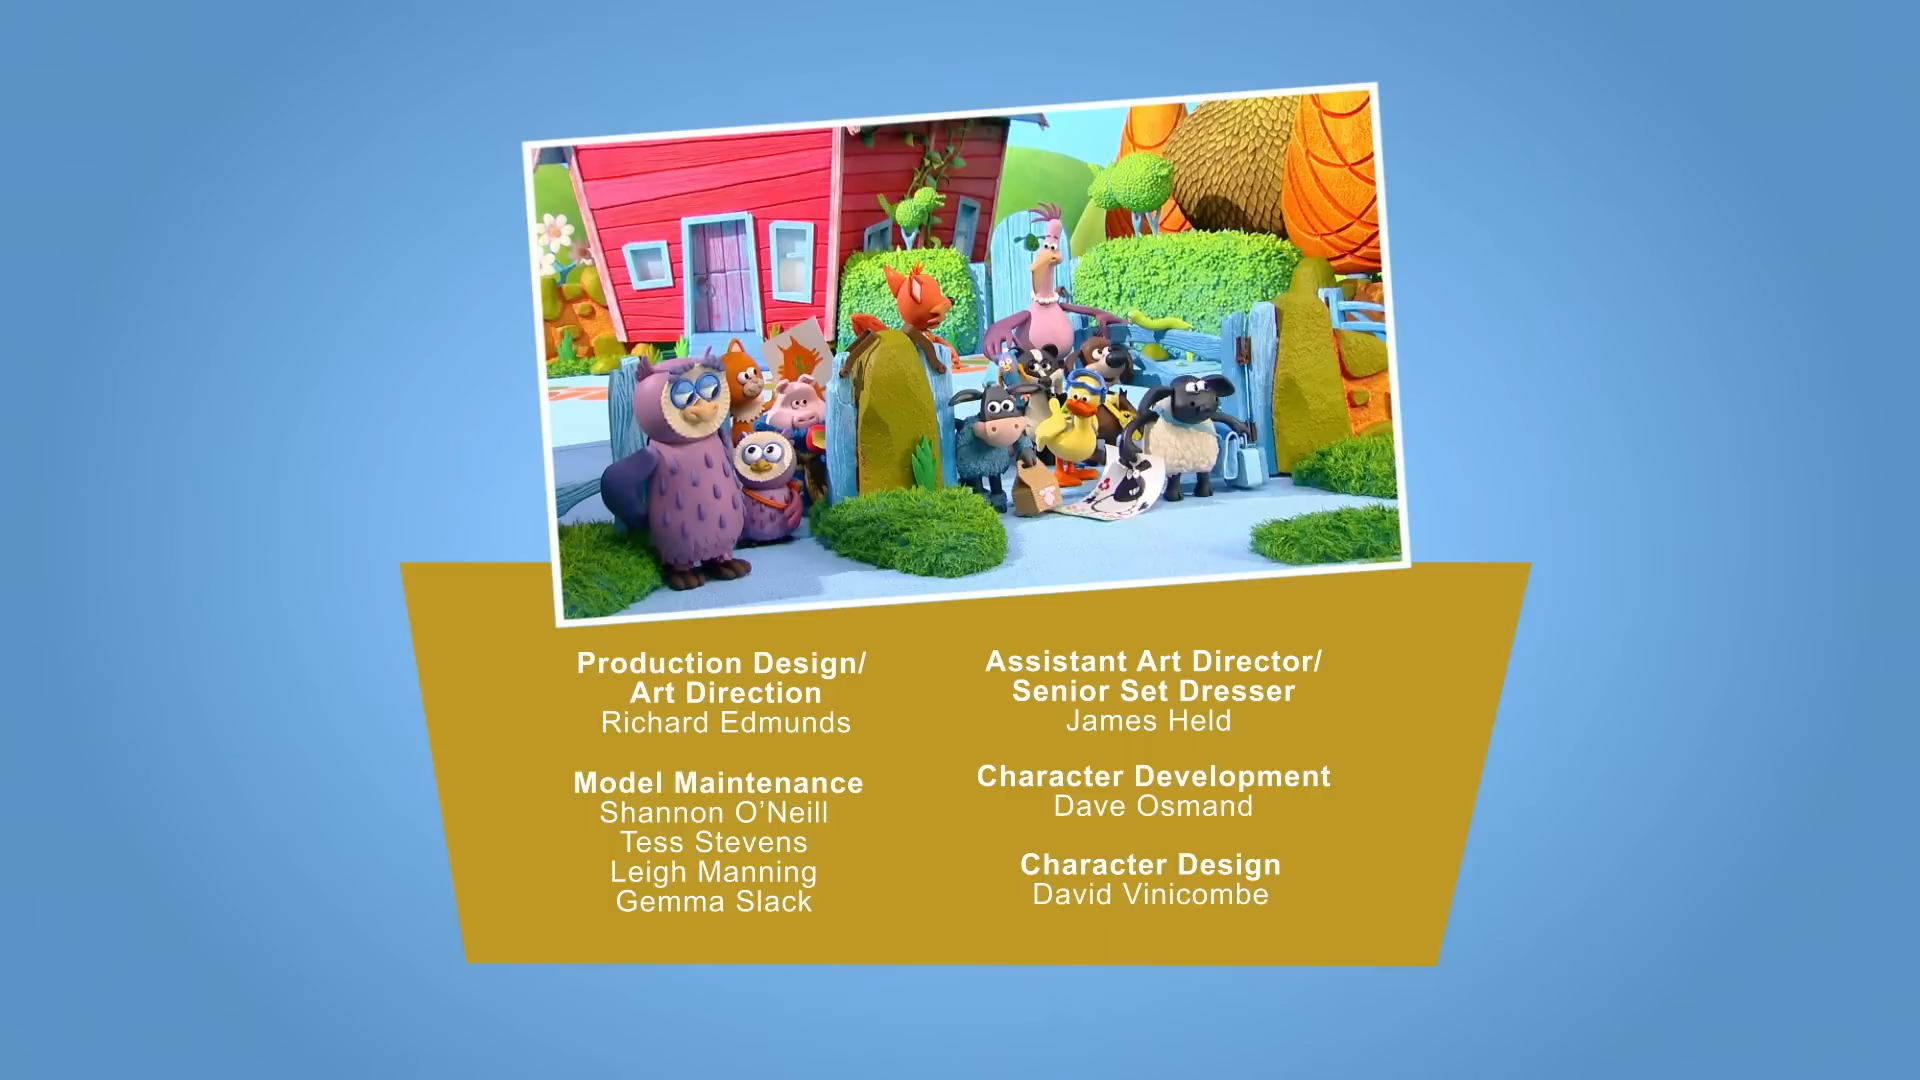 Production Design/
Art Direction
Richard Edmunds
Model Maintenance
Shannon O’Neill
Tess Stevens
Leigh Manning
Gemma Slack
Assistant Art Director/
Senior Set Dresser
James Held
Character Development
Dave Osmand
Character Design
David Vinicombe